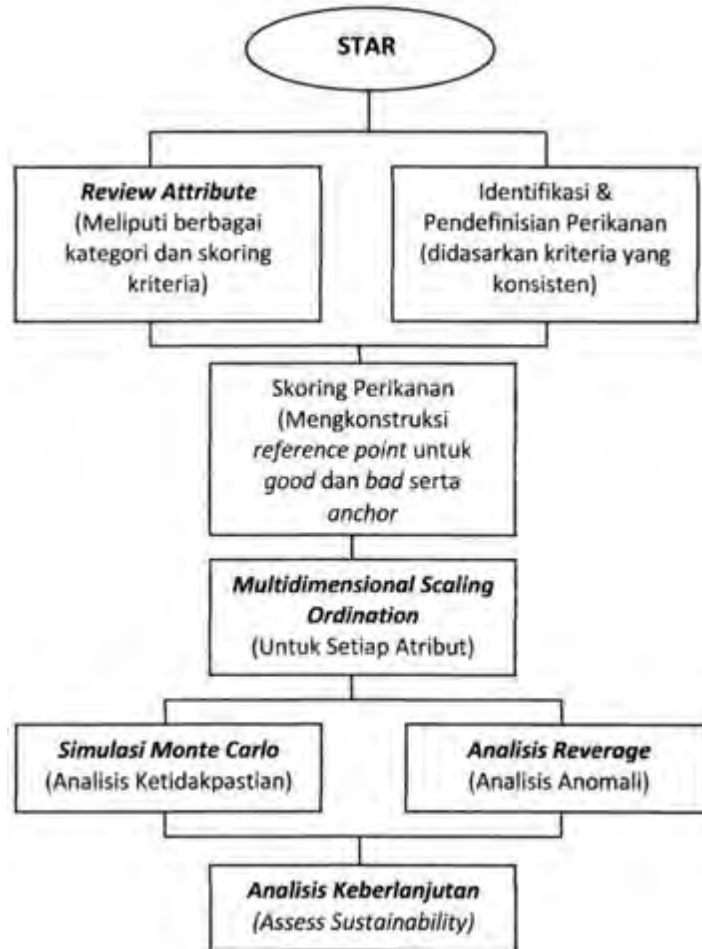 STAR
Review Attribute
(Meliputi berbagai
kategori dan skoring
kriteria)
Identifikasi &
Pendefinisian Perikanan
(didasarkan kriteria yang
konsisten)
Skoring Perikanan
(Mengkonstruksi
reference point untuk
good dan bad serta
anchor
Multidimensional Scaling
Ordination
(Untuk Setiap Atribut)
Simulasi Monte Carlo
(Analisis Ketidakpastian)
Analisis Reverage
(Analisis Anomali)
Analisis Keberlanjutan
(Assess Sustainability)